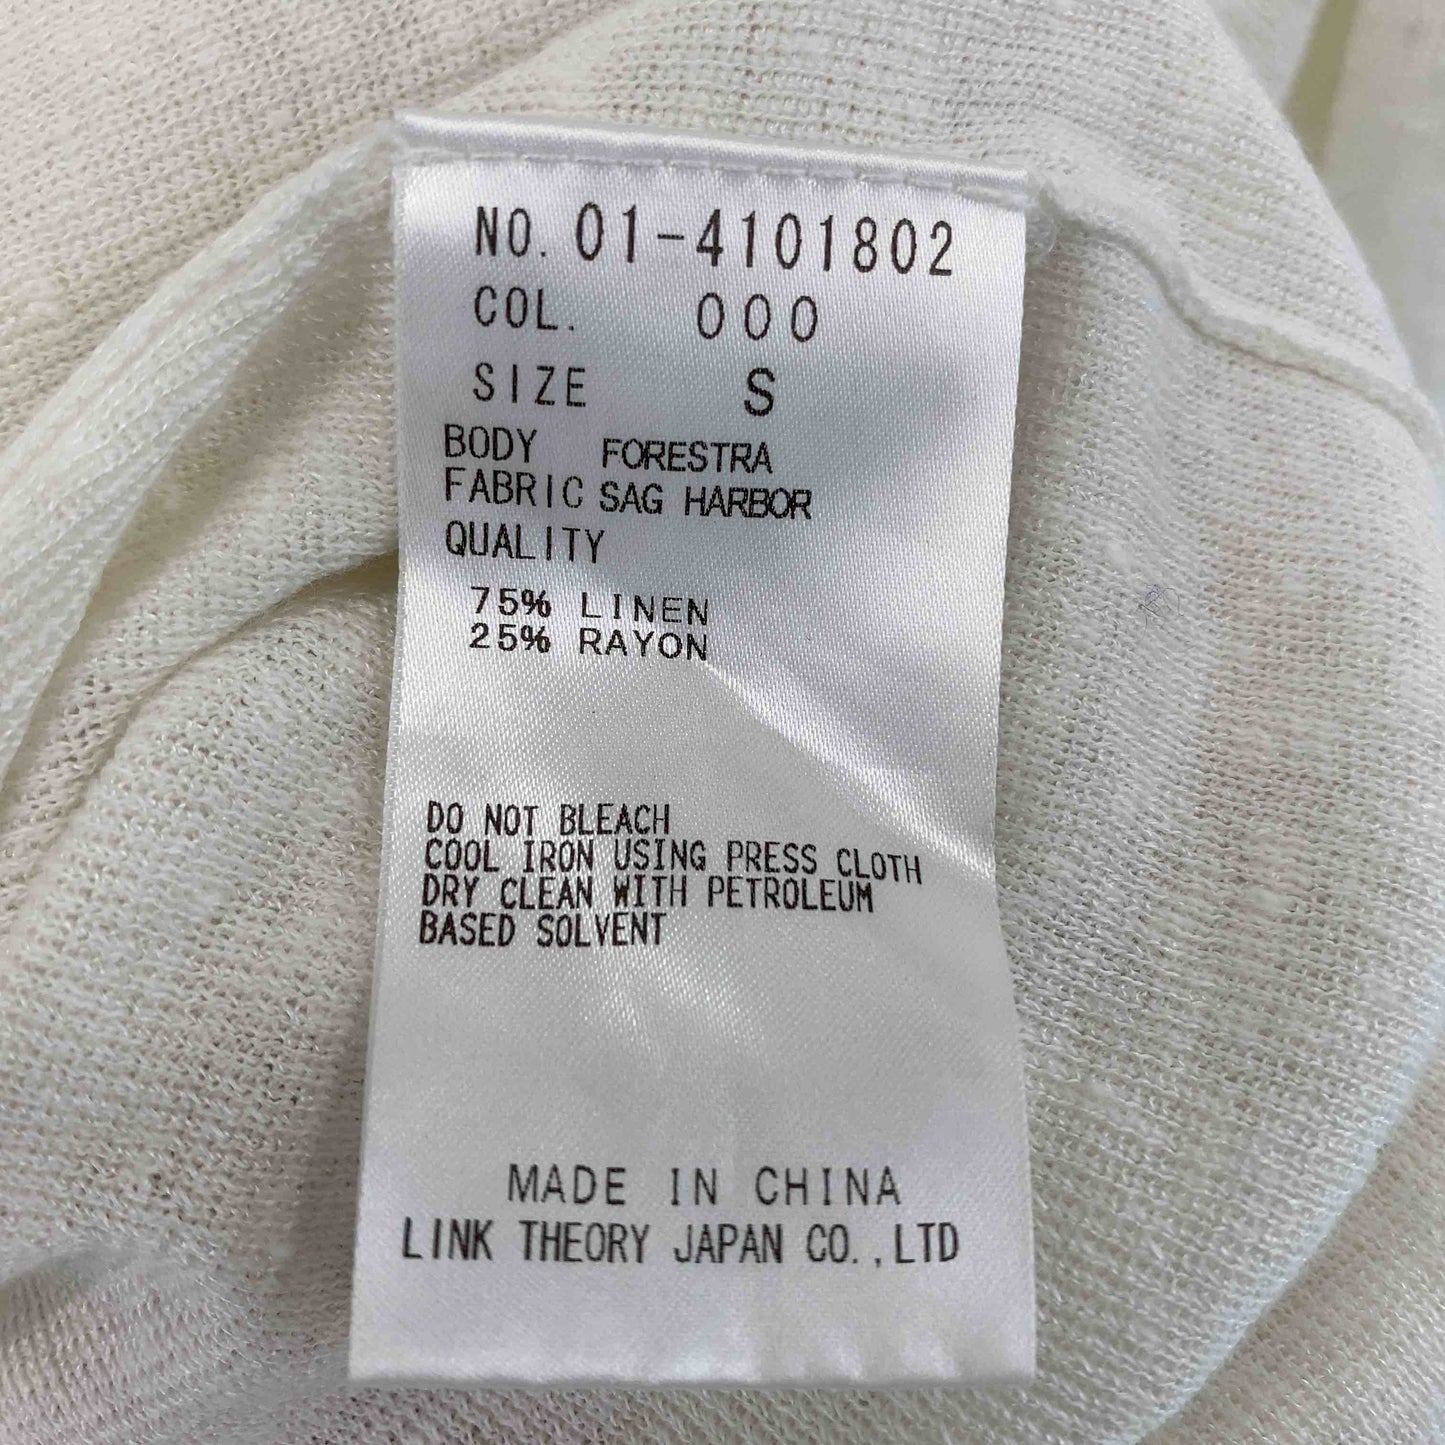 NO. 01-4101802
COL. 000
SIZE S
BODY FORESTRA
FABRIC SAG HARBOR
QUALITY
75% LINEN
25% RAYON
DO NOT BLEACH
COOL IRON USING PRESS CLOTH
DRY CLEAN WITH PETROLEUM
BASED SOLVENT
MADE IN CHINA
LINK THEORY JAPAN CO.,LTD